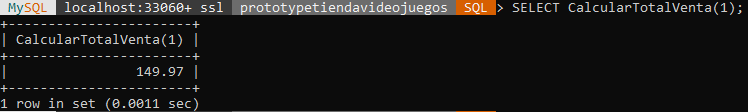 MySQL localhost:33060+ ssl prototypetiendavideojuegos SQL > SELECT CalcularTotalVenta(1);
+-----------------------+
| CalcularTotalVenta(1) |
+-----------------------+
|                149.97 |
+-----------------------+
1 row in set (0.0011 sec)